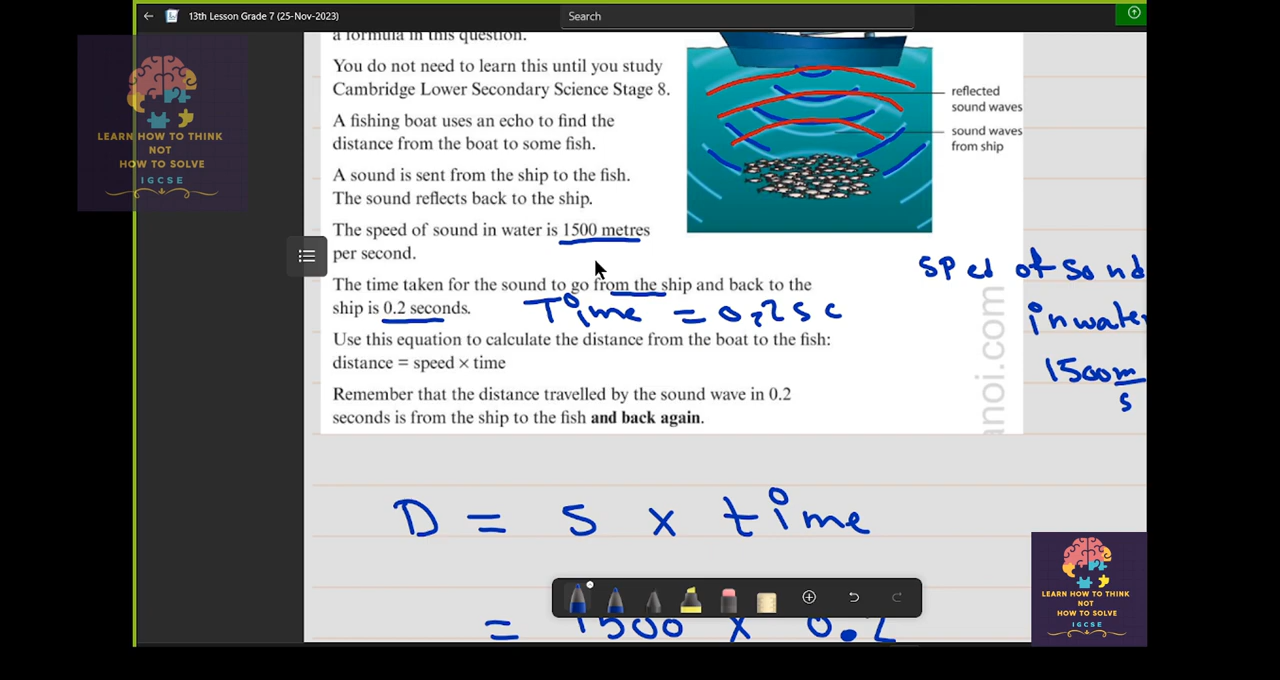 13th Lesson Grade 7 (25-Nov-2023)
Search
a formula in this question.
You do not need to learn this until you study
Cambridge Lower Secondary Science Stage 8.
A fishing boat uses an echo to find the
distance from the boat to some fish.
A sound is sent from the ship to the fish.
The sound reflects back to the ship.
The speed of sound in water is 1500 metres
per second.
The time taken for the sound to go from the ship and back to the
ship is 0.2 seconds.
Time = 0,2 s c
Use this equation to calculate the distance from the boat to the fish:
distance = speed × time
Remember that the distance travelled by the sound wave in 0.2
seconds is from the ship to the fish and back again.
reflected
sound waves
sound waves
from ship
sped of sond
in water
1500 m
s
anoi.com
D = S × time
= 1500 × 0.2
LEARN HOW TO THINK
NOT
HOW TO SOLVE
IGCSE
LEARN HOW TO THINK
NOT
HOW TO SOLVE
IGCSE